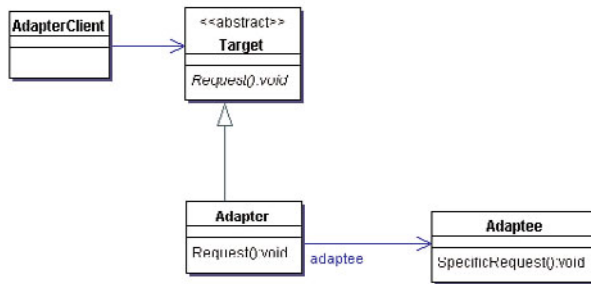 AdapterClient
<<abstract>>
Target
Request():void
Adapter
Request():void
adaptee
Adaptee
SpecificRequest():void